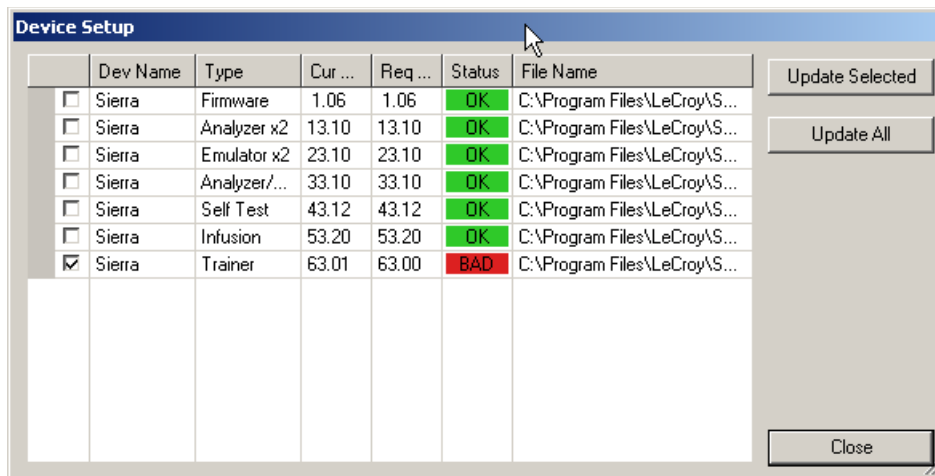 Device Setup
Dev Name Type Cur ... Req ... Status File Name
Sierra Firmware 1.06 1.06 OK C:\Program Files\LeCroy\S...
Sierra Analyzer x2 13.10 13.10 OK C:\Program Files\LeCroy\S...
Sierra Emulator x2 23.10 23.10 OK C:\Program Files\LeCroy\S...
Sierra Analyzer/... 33.10 33.10 OK C:\Program Files\LeCroy\S...
Sierra Self Test 43.12 43.12 OK C:\Program Files\LeCroy\S...
Sierra Infusion 53.20 53.20 OK C:\Program Files\LeCroy\S...
Sierra Trainer 63.01 63.00 BAD C:\Program Files\LeCroy\S...
Update Selected
Update All
Close